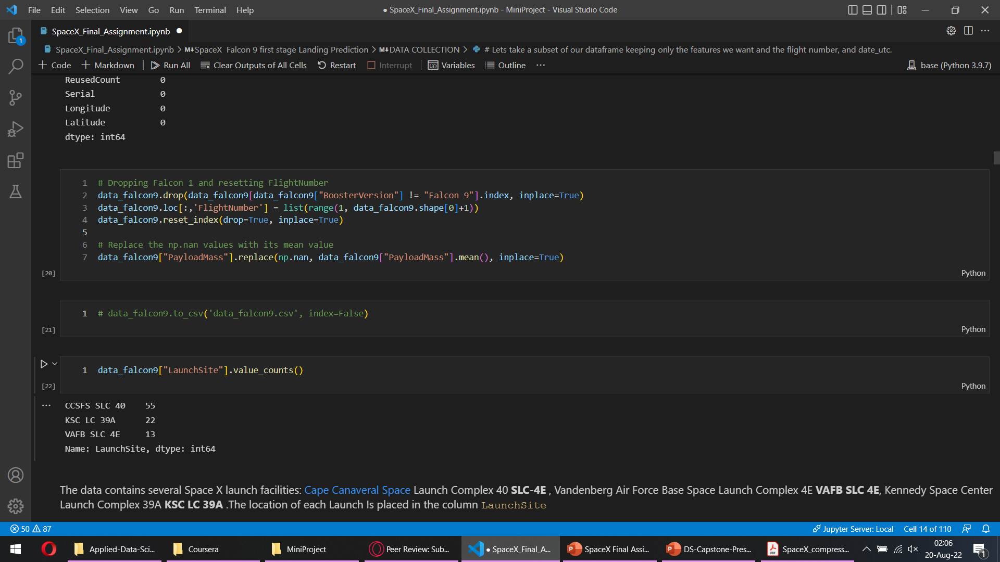 File Edit Selection View Go Run Terminal Help
● SpaceX_Final_Assignment.ipynb - MiniProject - Visual Studio Code
SpaceX_Final_Assignment.ipynb ●
SpaceX_Final_Assignment.ipynb > M↓SpaceX Falcon 9 first stage Landing Prediction > M↓DATA COLLECTION > # Lets take a subset of our dataframe keeping only the features we want and the flight number, and date_utc.
+ Code + Markdown | Run All Clear Outputs of All Cells Restart Interrupt | Variables Outline ···
base (Python 3.9.7)
1
ReusedCount 0
Serial 0
Longitude 0
Latitude 0
dtype: int64
1 # Dropping Falcon 1 and resetting FlightNumber
2 data_falcon9.drop(data_falcon9[data_falcon9["BoosterVersion"] != "Falcon 9"].index, inplace=True)
3 data_falcon9.loc[:,'FlightNumber'] = list(range(1, data_falcon9.shape[0]+1))
4 data_falcon9.reset_index(drop=True, inplace=True)
5
6 # Replace the np.nan values with its mean value
7 data_falcon9["PayloadMass"].replace(np.nan, data_falcon9["PayloadMass"].mean(), inplace=True)
[20] Python
1 # data_falcon9.to_csv('data_falcon9.csv', index=False)
[21] Python
1 data_falcon9["LaunchSite"].value_counts()
[22] Python
··· CCSFS SLC 40 55
KSC LC 39A 22
VAFB SLC 4E 13
Name: LaunchSite, dtype: int64
The data contains several Space X launch facilities: Cape Canaveral Space Launch Complex 40 SLC-4E , Vandenberg Air Force Base Space Launch Complex 4E VAFB SLC 4E, Kennedy Space Center
Launch Complex 39A KSC LC 39A .The location of each Launch Is placed in the column LaunchSite
50 87 Jupyter Server: Local Cell 14 of 110
Applied-Data-Sci... Coursera MiniProject Peer Review: Sub... ● SpaceX_Final_A... SpaceX Final Assi... DS-Capstone-Pres... SpaceX_compress...
02:06
20-Aug-22
1